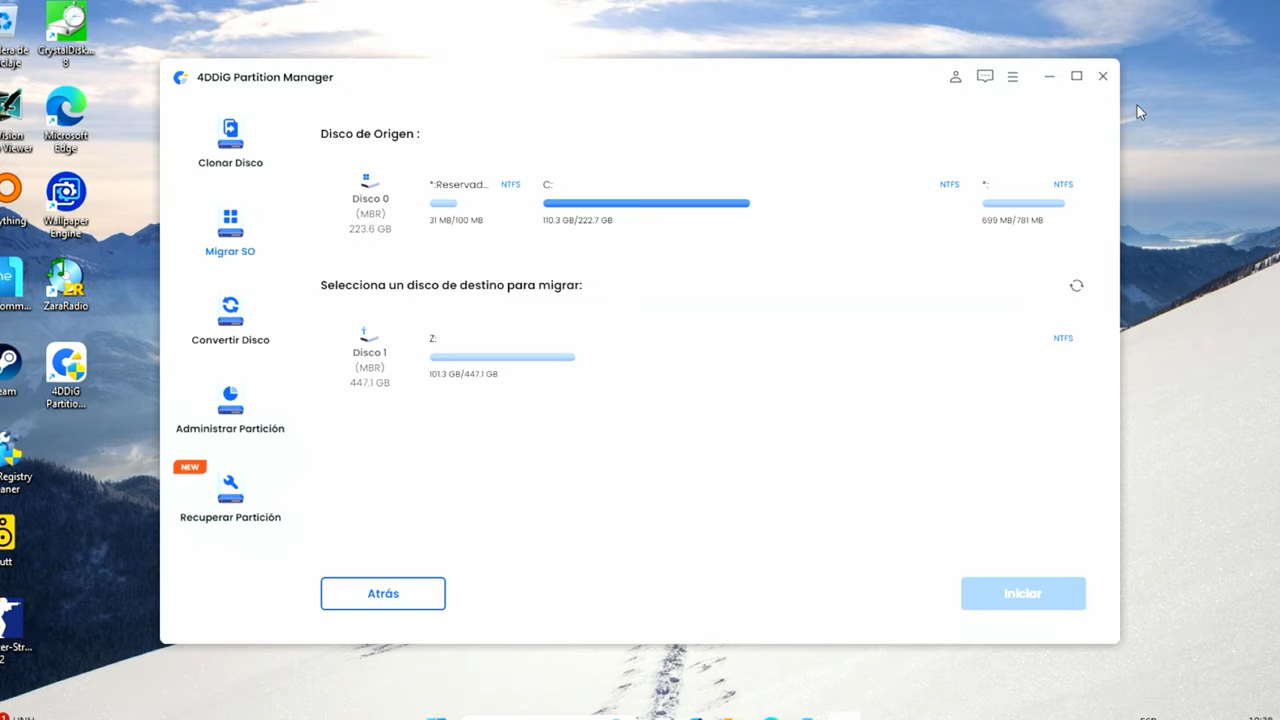 CrystalDisk...
8
Microsoft
Edge
Wallpaper
Engine
ZaraRadio
4DDiG
Partitio...
4DDiG Partition Manager
Clonar Disco
Migrar SO
Convertir Disco
Administrar Partición
NEW
Recuperar Partición
Disco de Origen :
Disco 0
(MBR)
223.6 GB
*:Reservad... NTFS
31 MB/100 MB
C: NTFS
110.3 GB/222.7 GB
*: NTFS
699 MB/781 MB
Selecciona un disco de destino para migrar:
Disco 1
(MBR)
447.1 GB
Z: NTFS
101.3 GB/447.1 GB
Atrás
Iniciar